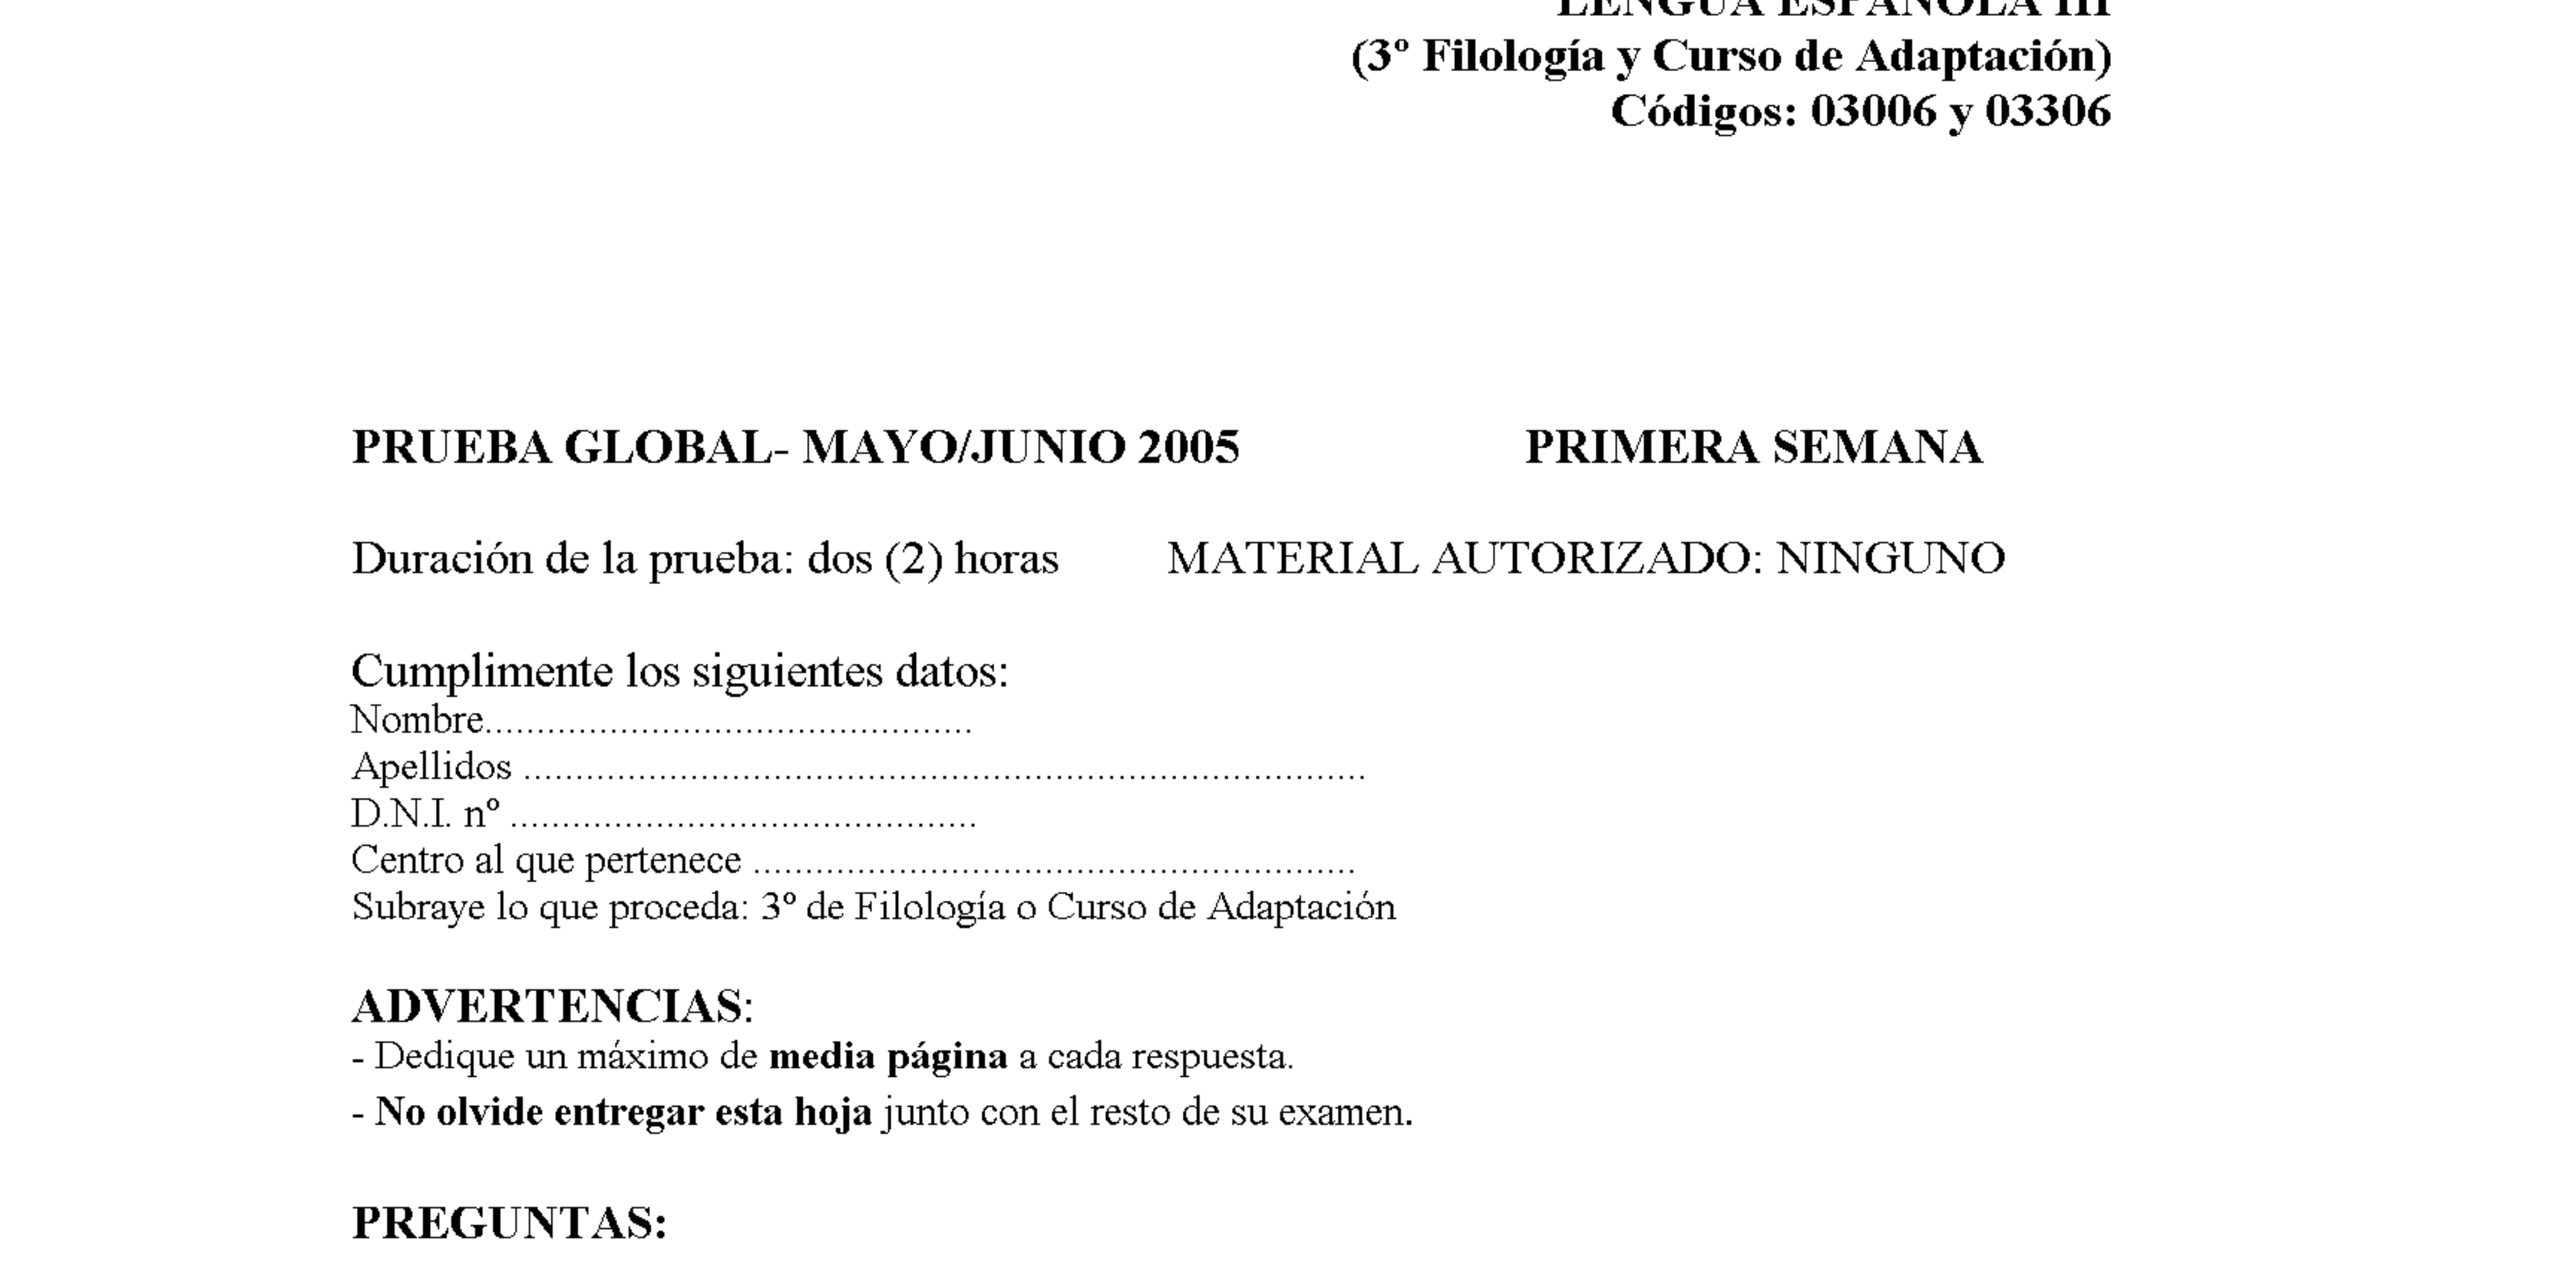 LENGUA ESPAÑOLA III
(3º Filología y Curso de Adaptación)
Códigos: 03006 y 03306
PRUEBA GLOBAL- MAYO/JUNIO 2005 PRIMERA SEMANA
Duración de la prueba: dos (2) horas MATERIAL AUTORIZADO: NINGUNO
Cumplimente los siguientes datos:
Nombre...............................................
Apellidos .................................................................................
D.N.I. nº .............................................
Centro al que pertenece ..........................................................
Subraye lo que proceda: 3º de Filología o Curso de Adaptación
ADVERTENCIAS:
- Dedique un máximo de media página a cada respuesta.
- No olvide entregar esta hoja junto con el resto de su examen.
PREGUNTAS: